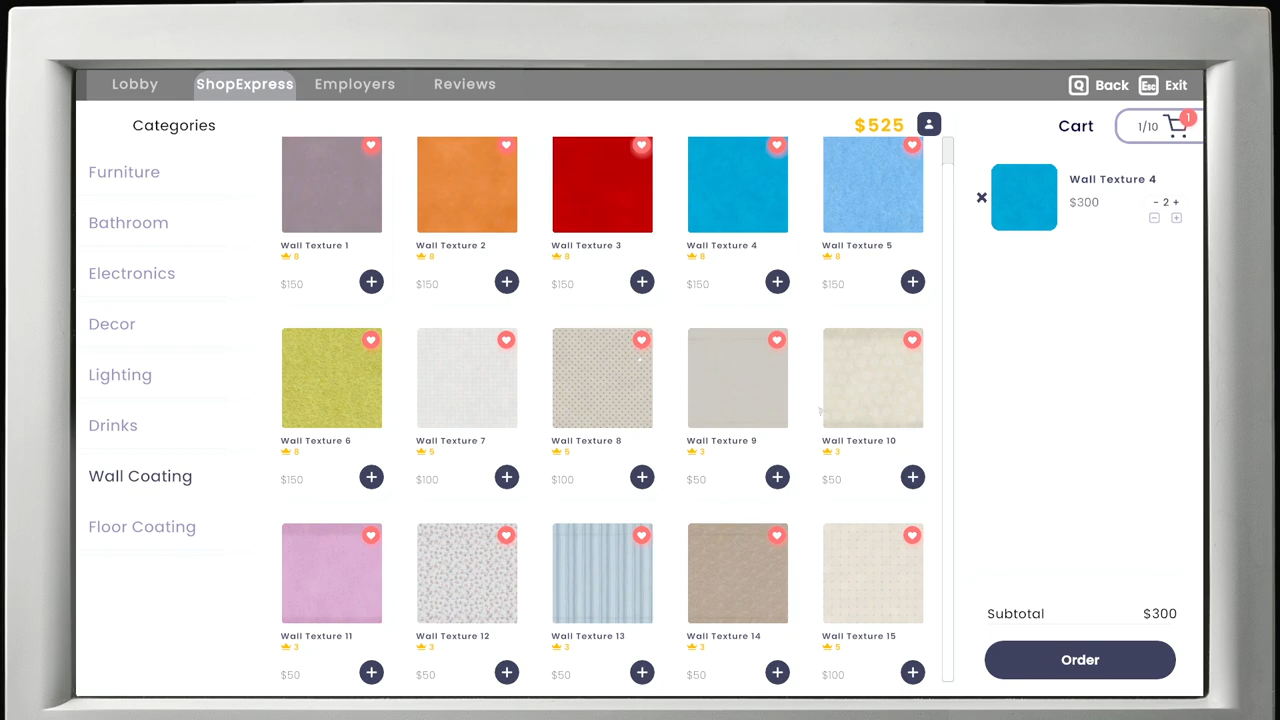 Lobby
ShopExpress
Employers
Reviews
Q Back Esc Exit
Categories
$525
Cart
1/10
1
Furniture
Bathroom
Electronics
Decor
Lighting
Drinks
Wall Coating
Floor Coating
Wall Texture 1
8
$150
Wall Texture 2
8
$150
Wall Texture 3
8
$150
Wall Texture 4
8
$150
Wall Texture 5
8
$150
Wall Texture 6
8
$150
Wall Texture 7
5
$100
Wall Texture 8
5
$100
Wall Texture 9
3
$50
Wall Texture 10
3
$50
Wall Texture 11
3
$50
Wall Texture 12
3
$50
Wall Texture 13
3
$50
Wall Texture 14
3
$50
Wall Texture 15
5
$100
Wall Texture 4
$300
- 2 +
Subtotal $300
Order